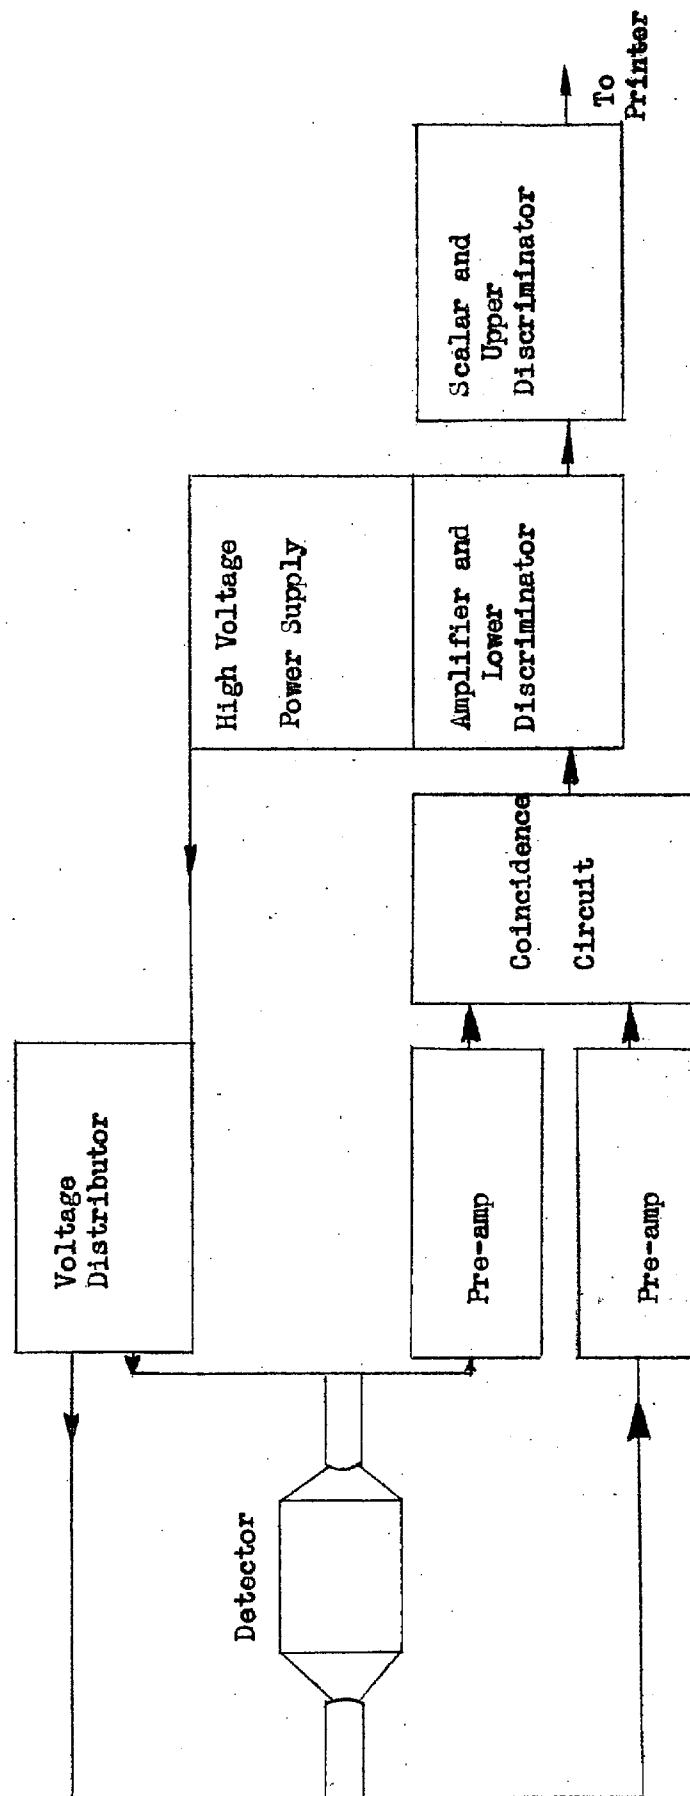 Detector
Voltage
Distributor
High Voltage
Power Supply
Pre-amp
Pre-amp
Coincidence
Circuit
Amplifier and
Lower
Discriminator
Scalar and
Upper
Discriminator
To
Printer